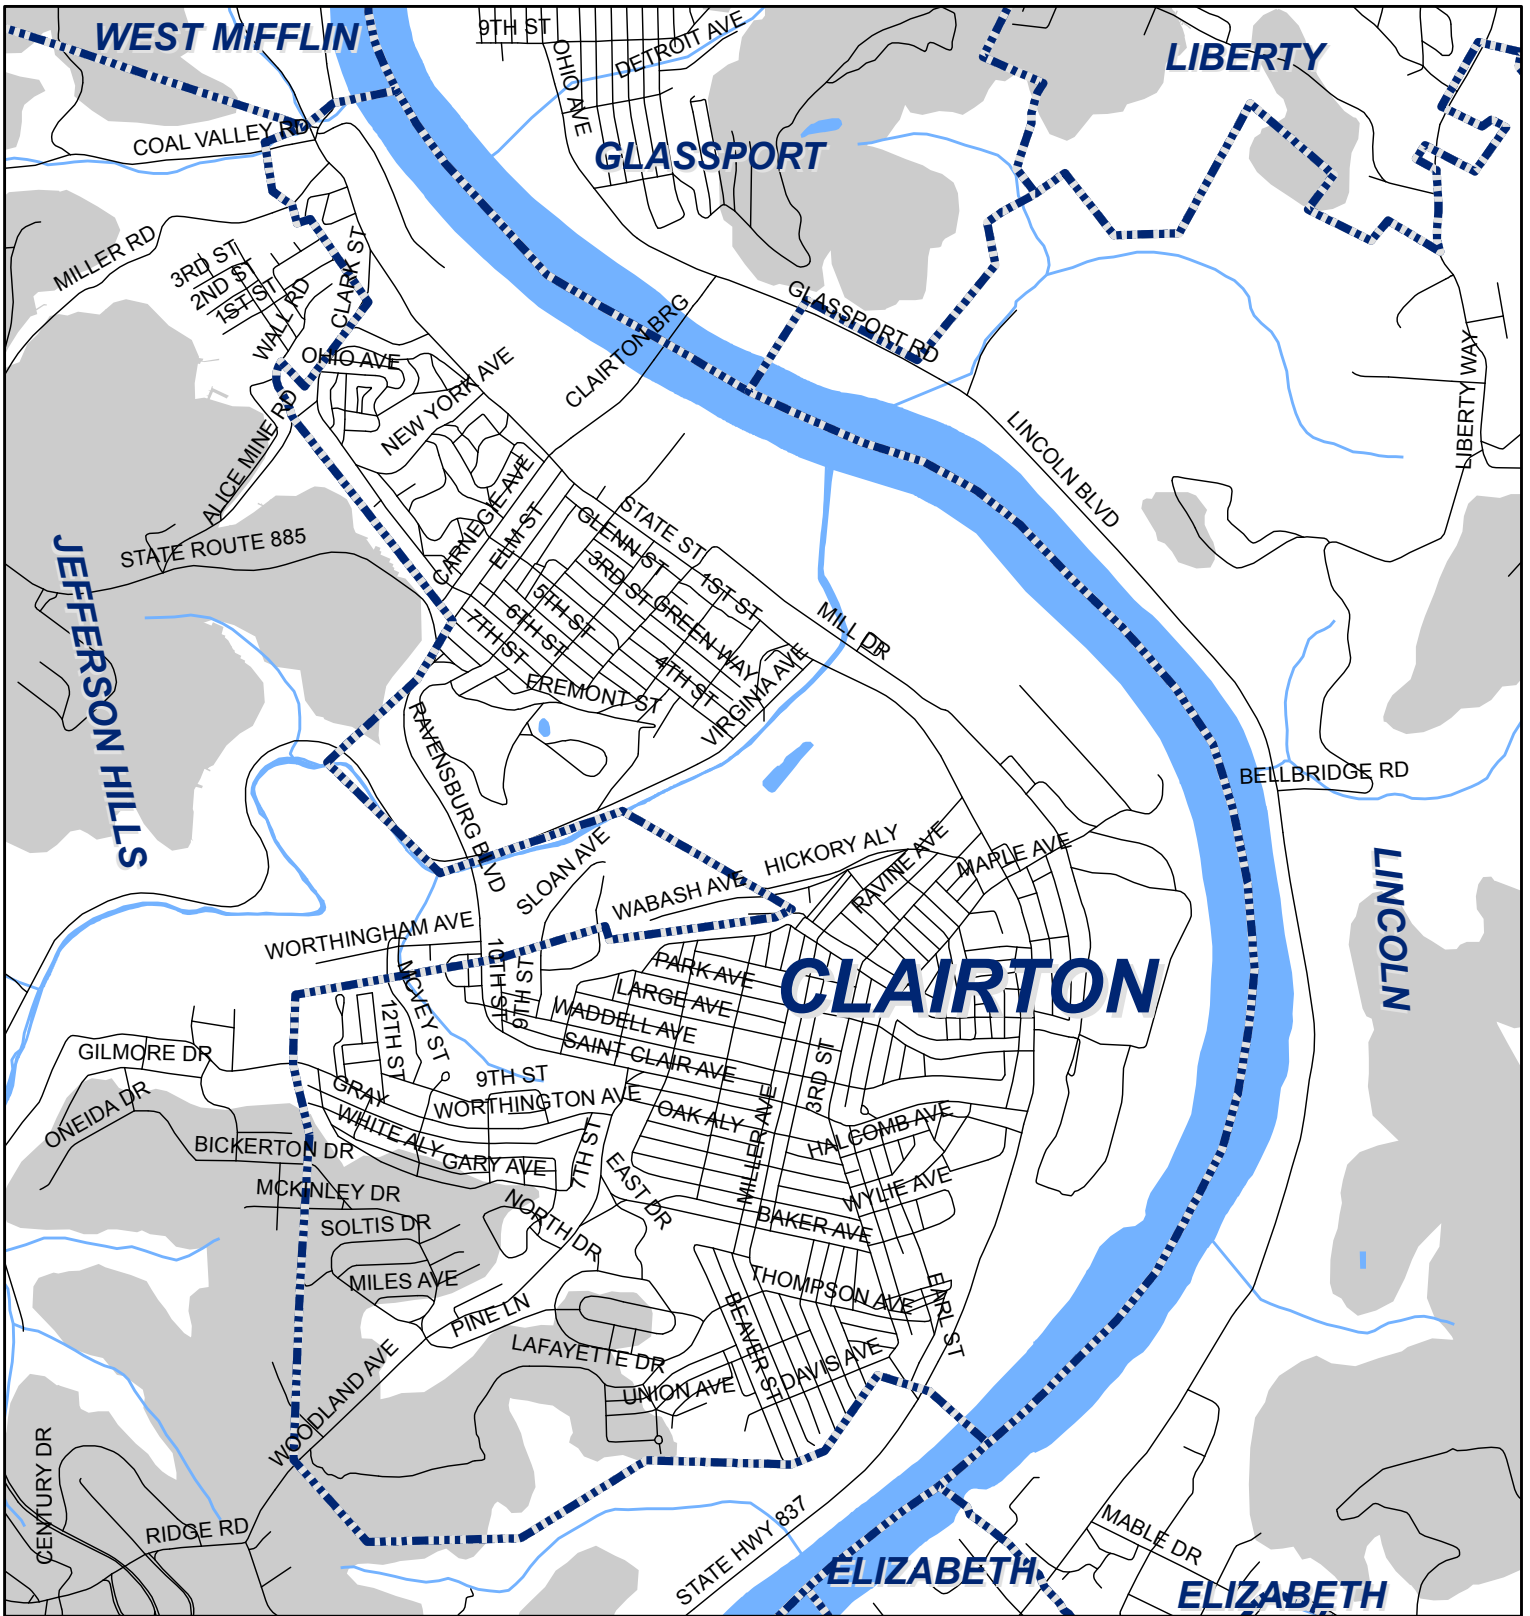 WEST MIFFLIN
9TH ST
DETROIT AVE
OHIO AVE
LIBERTY
COAL VALLEY RD
GLASSPORT
MILLER RD
3RD ST
2ND ST
1ST ST
WALL RD
CLARK ST
OHIO AVE
NEW YORK AVE
CLAIRTON BRG
GLASSPORT RD
LIBERTY WAY
LINCOLN BLVD
ALICE MINE RD
STATE ROUTE 885
CARNEGIE AVE
ELM ST
GLENN ST
STATE ST
3RD ST
1ST ST
5TH ST
6TH ST
7TH ST
GREEN WAY
4TH ST
MILL DR
FREMONT ST
VIRGINIA AVE
JEFFERSON HILLS
RAVENSBURG BLVD
BELLBRIDGE RD
SLOAN AVE
HICKORY ALY
WABASH AVE
RAVINE AVE
MAPLE AVE
LINCOLN
WORTHINGHAM AVE
MCVEY ST
10TH ST
9TH ST
12TH ST
PARK AVE
LARGE AVE
WADDELL AVE
SAINT CLAIR AVE
CLAIRTON
GILMORE DR
ONEIDA DR
GRAY
WHITE ALY
9TH ST
WORTHINGTON AVE
OAK ALY
MILLER AVE
3RD ST
HALCOMB AVE
BICKERTON DR
GARY AVE
7TH ST
EAST DR
MCKINLEY DR
NORTH DR
SOLTIS DR
WYLIE AVE
BAKER AVE
MILES AVE
PINE LN
THOMPSON AVE
EARL ST
BEAVER ST
LAFAYETTE DR
UNION AVE
DAVIS AVE
WOODLAND AVE
CENTURY DR
RIDGE RD
STATE HWY 837
MABLE DR
ELIZABETH
ELIZABETH